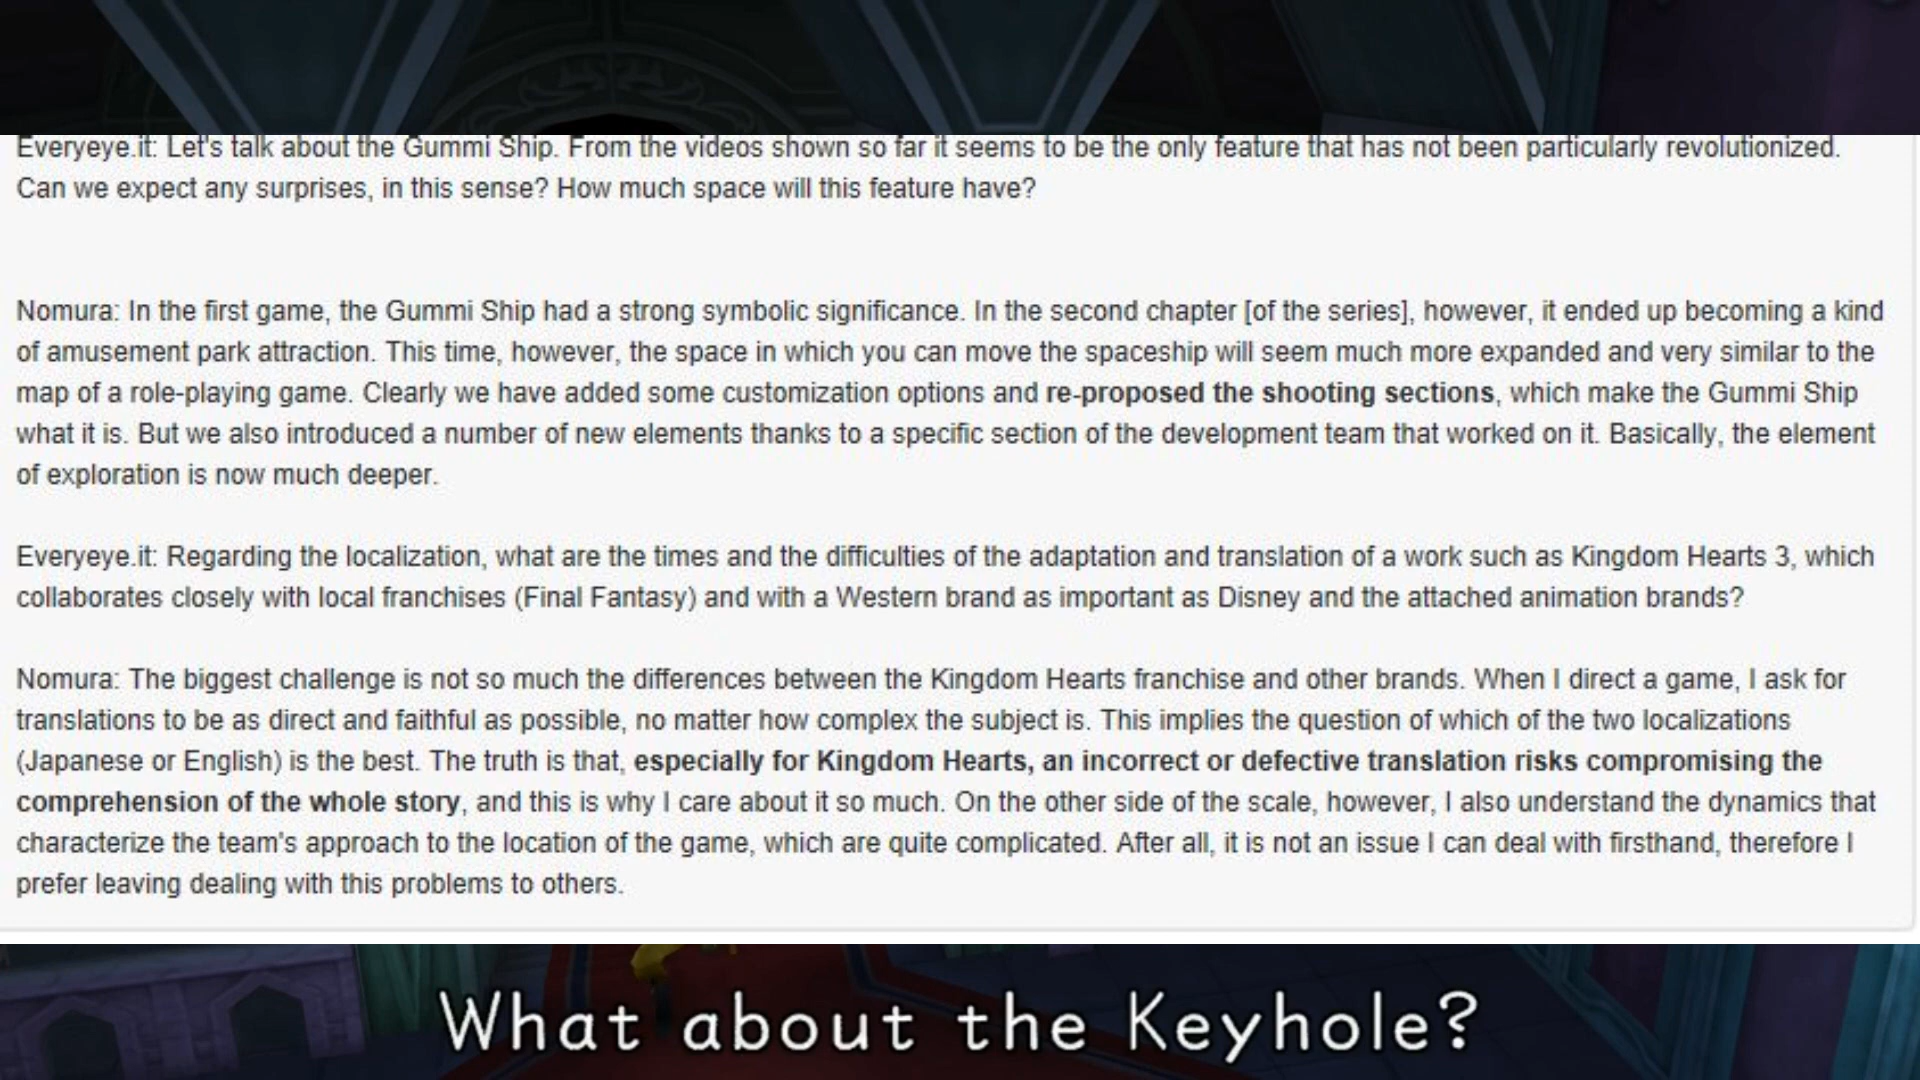 Everyeye.it: Let's talk about the Gummi Ship. From the videos shown so far it seems to be the only feature that has not been particularly revolutionized.
Can we expect any surprises, in this sense? How much space will this feature have?
Nomura: In the first game, the Gummi Ship had a strong symbolic significance. In the second chapter [of the series], however, it ended up becoming a kind
of amusement park attraction. This time, however, the space in which you can move the spaceship will seem much more expanded and very similar to the
map of a role-playing game. Clearly we have added some customization options and re-proposed the shooting sections, which make the Gummi Ship
what it is. But we also introduced a number of new elements thanks to a specific section of the development team that worked on it. Basically, the element
of exploration is now much deeper.
Everyeye.it: Regarding the localization, what are the times and the difficulties of the adaptation and translation of a work such as Kingdom Hearts 3, which
collaborates closely with local franchises (Final Fantasy) and with a Western brand as important as Disney and the attached animation brands?
Nomura: The biggest challenge is not so much the differences between the Kingdom Hearts franchise and other brands. When I direct a game, I ask for
translations to be as direct and faithful as possible, no matter how complex the subject is. This implies the question of which of the two localizations
(Japanese or English) is the best. The truth is that, especially for Kingdom Hearts, an incorrect or defective translation risks compromising the
comprehension of the whole story, and this is why I care about it so much. On the other side of the scale, however, I also understand the dynamics that
characterize the team's approach to the location of the game, which are quite complicated. After all, it is not an issue I can deal with firsthand, therefore I
prefer leaving dealing with this problems to others.
What about the Keyhole?